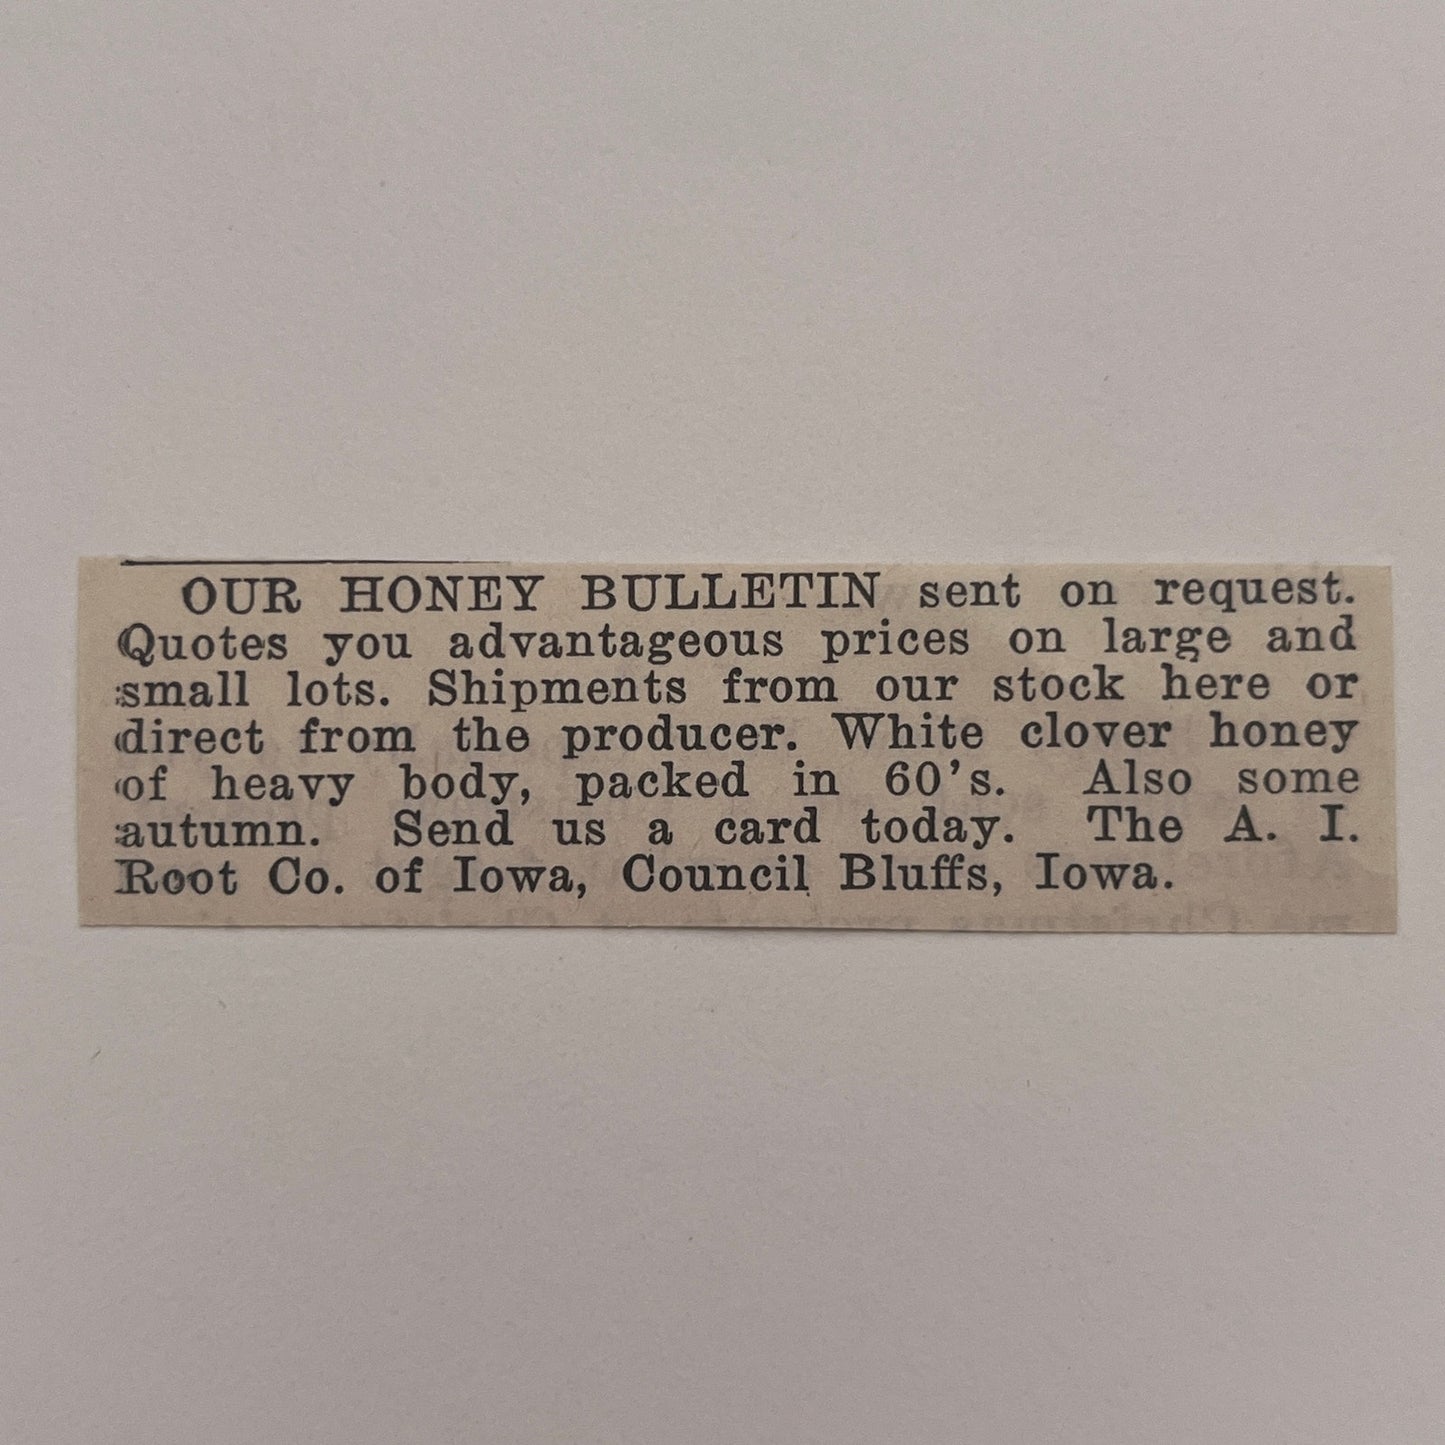 OUR HONEY BULLETIN sent on request.
Quotes you advantageous prices on large and
small lots. Shipments from our stock here or
direct from the producer. White clover honey
of heavy body, packed in 60's. Also some
autumn. Send us a card today. The A. I.
Root Co. of Iowa, Council Bluffs, Iowa.